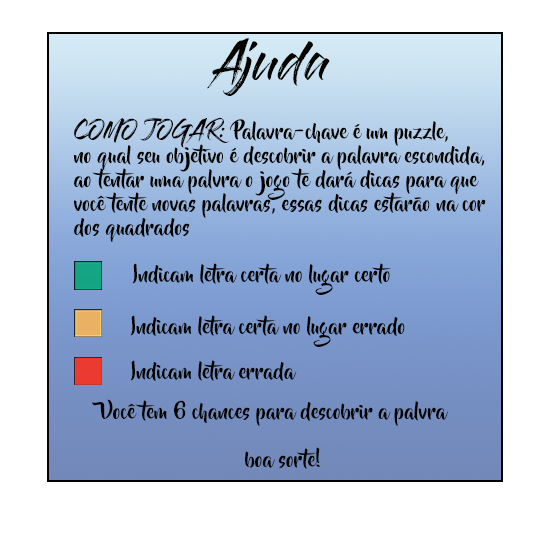 Ajuda
COMO JOGAR: Palavra-chave é um puzzle,
no qual seu objetivo é descobrir a palavra escondida,
ao tentar uma palvra o jogo te dará dicas para que
você tente novas palavras, essas dicas estarão na cor
dos quadrados
Indicam letra certa no lugar certo
Indicam letra certa no lugar errado
Indicam letra errada
Você tem 6 chances para descobrir a palvra
boa sorte!